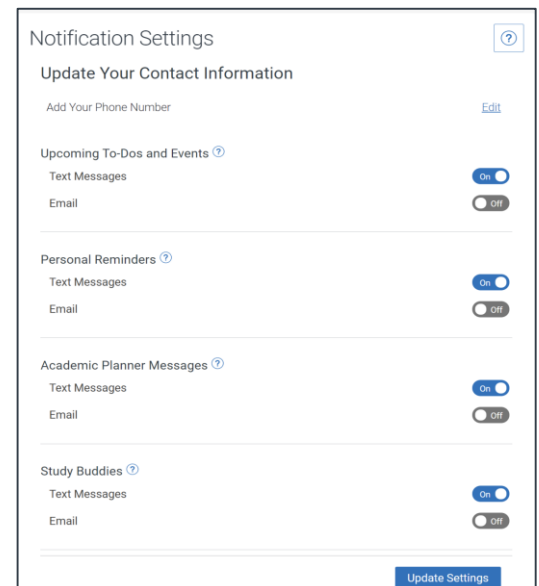 Notification Settings
?
Update Your Contact Information
Add Your Phone Number Edit
Upcoming To-Dos and Events ?
Text Messages On
Email Off
Personal Reminders ?
Text Messages On
Email Off
Academic Planner Messages ?
Text Messages On
Email Off
Study Buddies ?
Text Messages On
Email Off
Update Settings